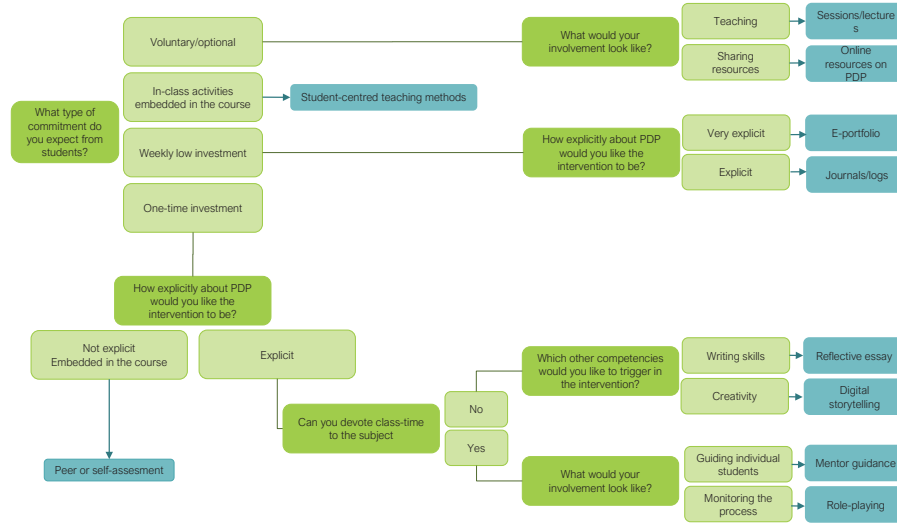 Voluntary/optional
What would your
involvement look like?
Teaching
Sessions/lecture
s
Sharing
resources
Online
resources on
PDP
What type of
commitment do
you expect from
students?
In-class activities
embedded in the course
Student-centred teaching methods
Weekly low investment
How explicitly about PDP
would you like the
intervention to be?
Very explicit
E-portfolio
Explicit
Journals/logs
One-time investment
How explicitly about PDP
would you like the
intervention to be?
Not explicit
Embedded in the course
Explicit
Peer or self-assesment
Can you devote class-time
to the subject
No
Which other competencies
would you like to trigger in
the intervention?
Writing skills
Reflective essay
Creativity
Digital
storytelling
Yes
What would your
involvement look like?
Guiding individual
students
Mentor guidance
Monitoring the
process
Role-playing